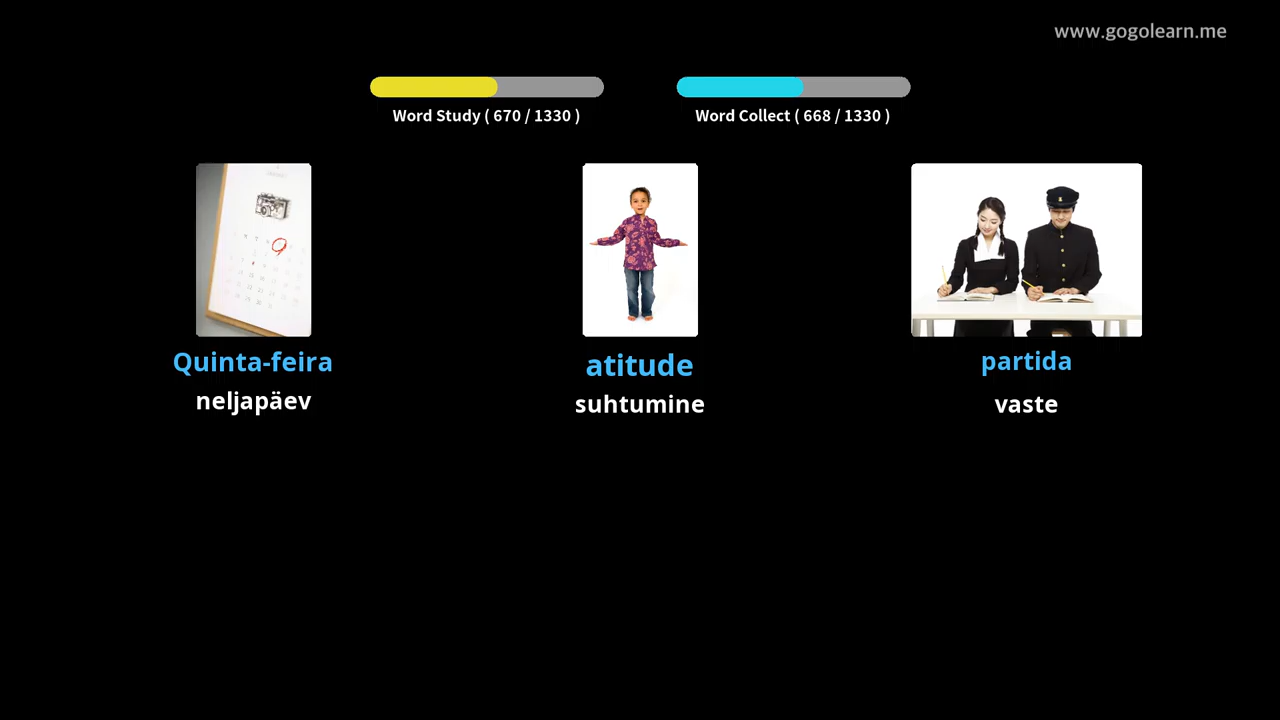 www.gogolearn.me
Word Study ( 670 / 1330 )
Word Collect ( 668 / 1330 )
Quinta-feira
atitude
partida
neljapäev
suhtumine
vaste